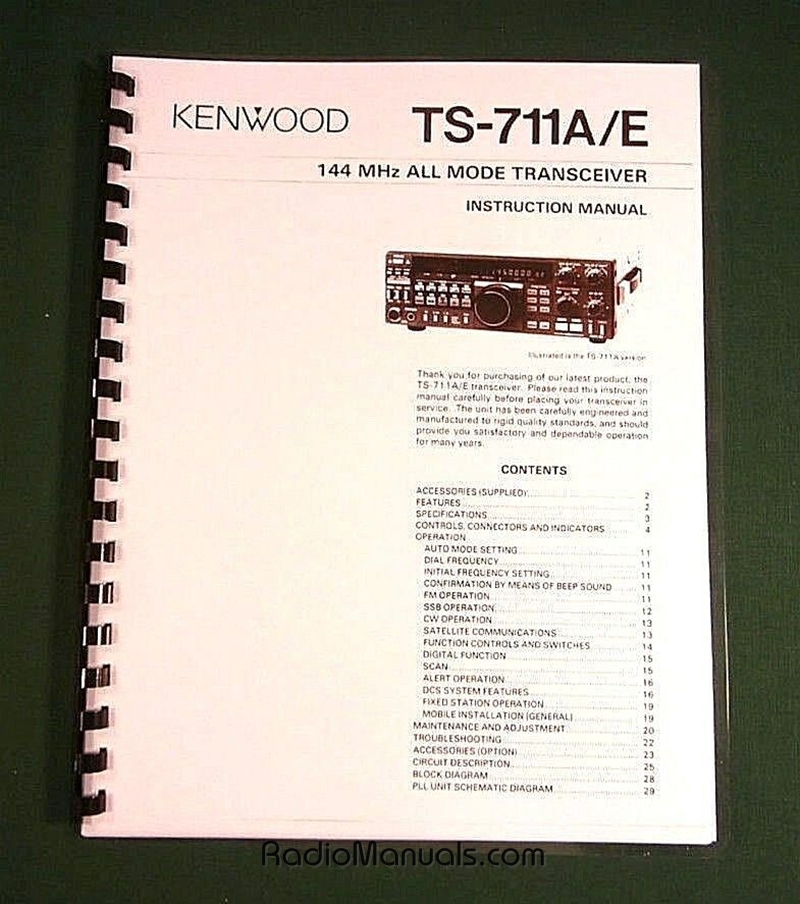 KENWOOD TS-711A/E
144 MHz ALL MODE TRANSCEIVER
INSTRUCTION MANUAL
Illustrated is the TS-711A version
Thank you for purchasing of our latest product, the
TS-711A/E transceiver. Please read this instruction
manual carefully before placing your transceiver in
service. The unit has been carefully engineered and
manufactured to rigid quality standards, and should
provide you satisfactory and dependable operation
for many years.
CONTENTS
ACCESSORIES (SUPPLIED) 2
FEATURES 2
SPECIFICATIONS 3
CONTROLS, CONNECTORS AND INDICATORS 4
OPERATION
AUTO MODE SETTING 11
DIAL FREQUENCY 11
INITIAL FREQUENCY SETTING 11
CONFIRMATION BY MEANS OF BEEP SOUND 11
FM OPERATION 11
SSB OPERATION 12
CW OPERATION 13
SATELLITE COMMUNICATIONS 13
FUNCTION CONTROLS AND SWITCHES 14
DIGITAL FUNCTION 15
SCAN 15
ALERT OPERATION 16
DCS SYSTEM FEATURES 16
FIXED STATION OPERATION 19
MOBILE INSTALLATION (GENERAL) 19
MAINTENANCE AND ADJUSTMENT 20
TROUBLESHOOTING 22
ACCESSORIES (OPTION) 23
CIRCUIT DESCRIPTION 25
BLOCK DIAGRAM 28
PLL UNIT SCHEMATIC DIAGRAM 29
RadioManuals.com